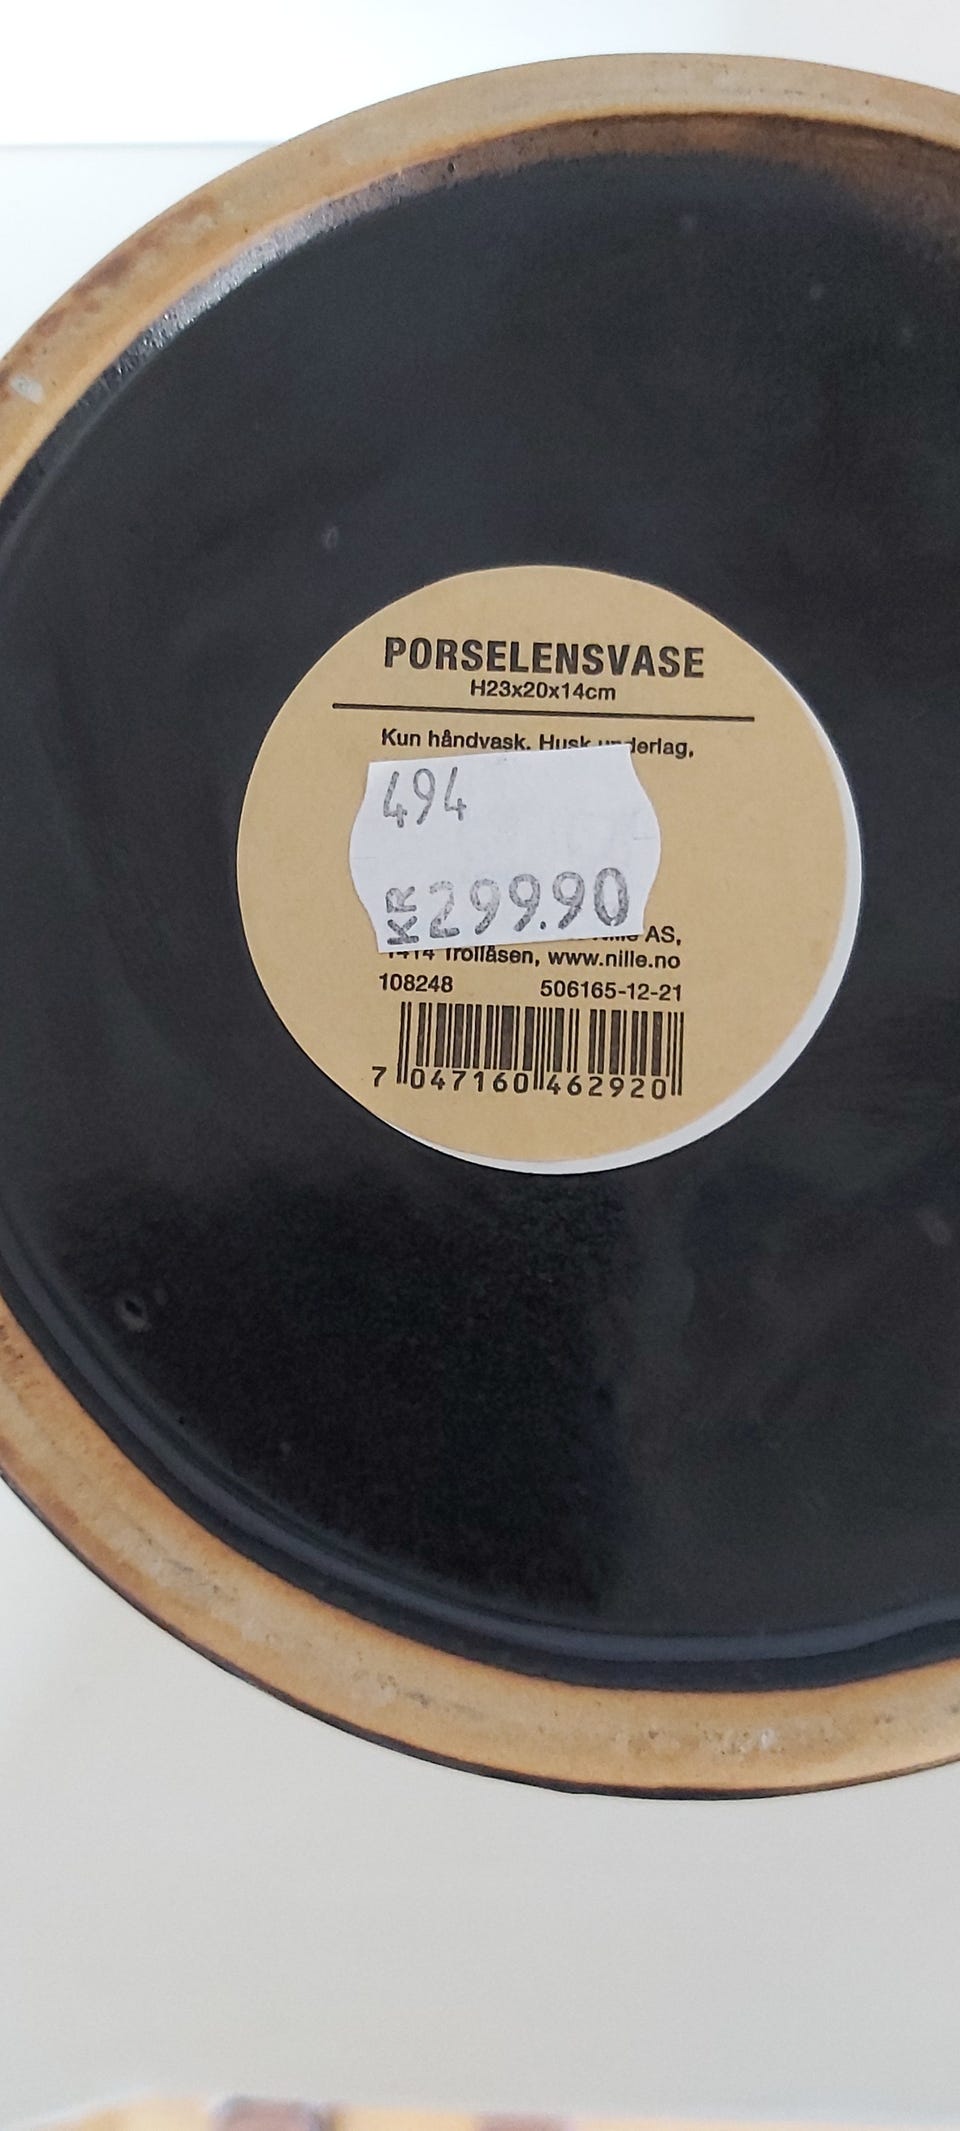 PORSELENSVASE
H23x20x14cm
Kun håndvask. Husk underlag,
494
KR 299.90
AS,
1414 Trollåsen, www.nille.no
108248 506165-12-21
7 047160 462920